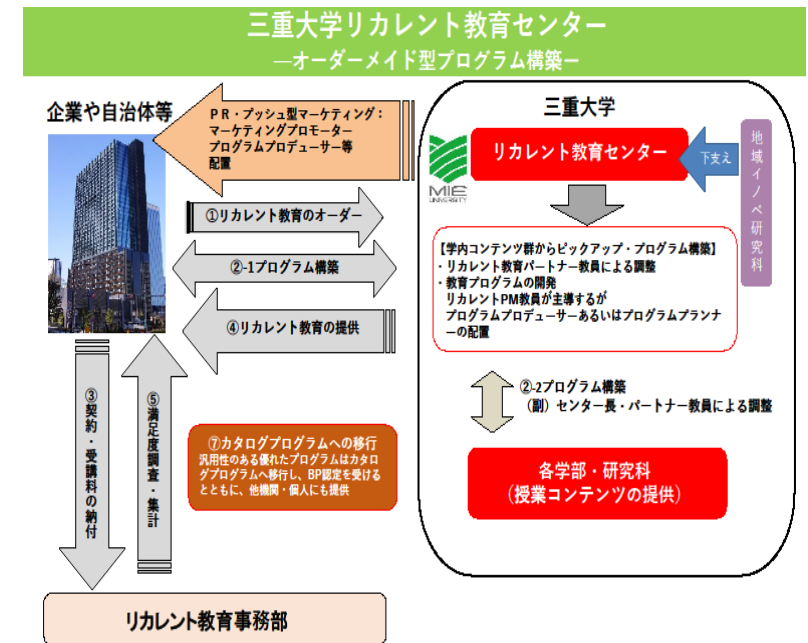 三重大学リカレント教育センター
―オーダーメイド型プログラム構築―
企業や自治体等
ＰＲ・プッシュ型マーケティング：
マーケティングプロモーター
プログラムプロデューサー等
配置
三重大学
リカレント教育センター
下支え
地域イノベ研究科
MIE
UNIVERSITY
①リカレント教育のオーダー
②-1プログラム構築
④リカレント教育の提供
【学内コンテンツ群からピックアップ・プログラム構築】
・リカレント教育パートナー教員による調整
・教育プログラムの開発
リカレントPM教員が主導するが
プログラムプロデューサーあるいはプログラムプランナ
ーの配置
②-2プログラム構築
（副）センター長・パートナー教員による調整
③契約・受講料の納付
⑤満足度調査・集計
⑦カタログプログラムへの移行
汎用性のある優れたプログラムはカタロ
グプログラムへ移行し、BP認定を受ける
とともに、他機関・個人にも提供
各学部・研究科
（授業コンテンツの提供）
リカレント教育事務部